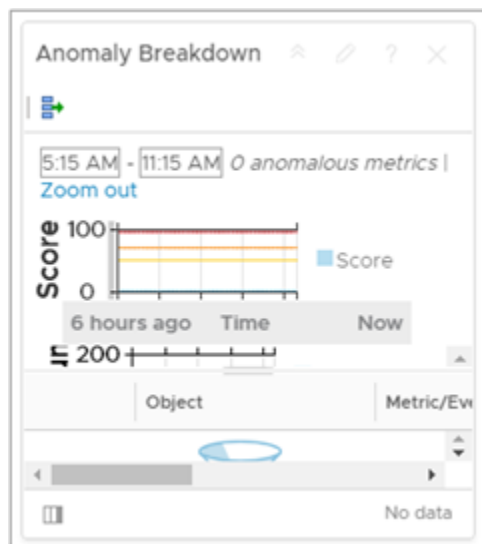 Anomaly Breakdown ?
5:15 AM - 11:15 AM 0 anomalous metrics |
Zoom out
Score
100
0
Score
6 hours ago Time Now
200
Object Metric/Eve
No data